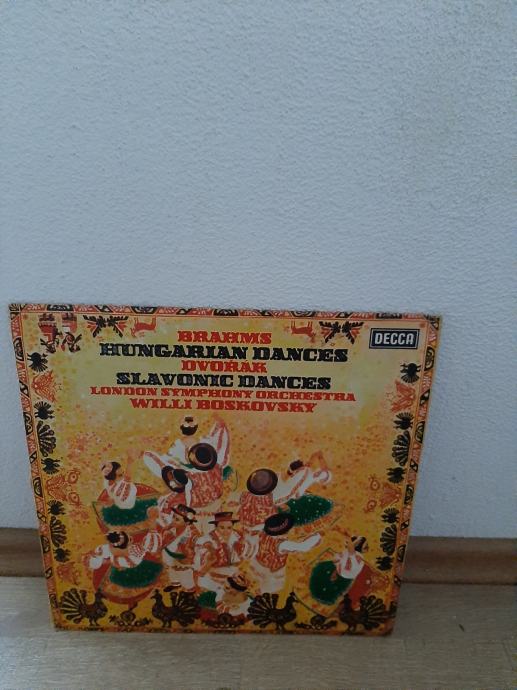 BRAHMS
HUNGARIAN DANCES
DVOŘÁK
SLAVONIC DANCES
LONDON SYMPHONY ORCHESTRA
WILLI BOSKOVSKY
DECCA